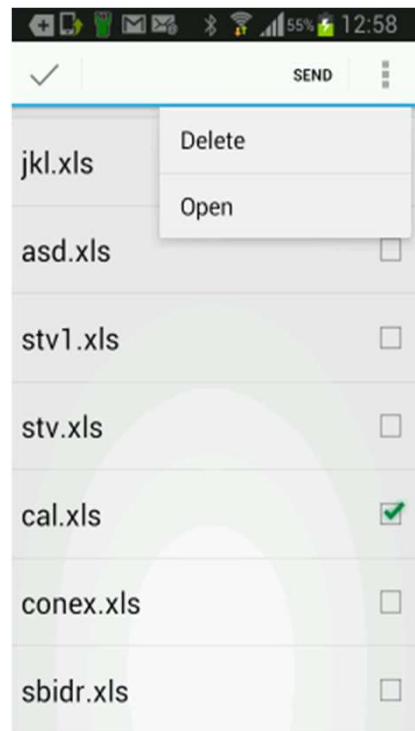 55% 12:58
SEND
Delete
jkl.xls
Open
asd.xls
stv1.xls
stv.xls
cal.xls
conex.xls
sbidr.xls